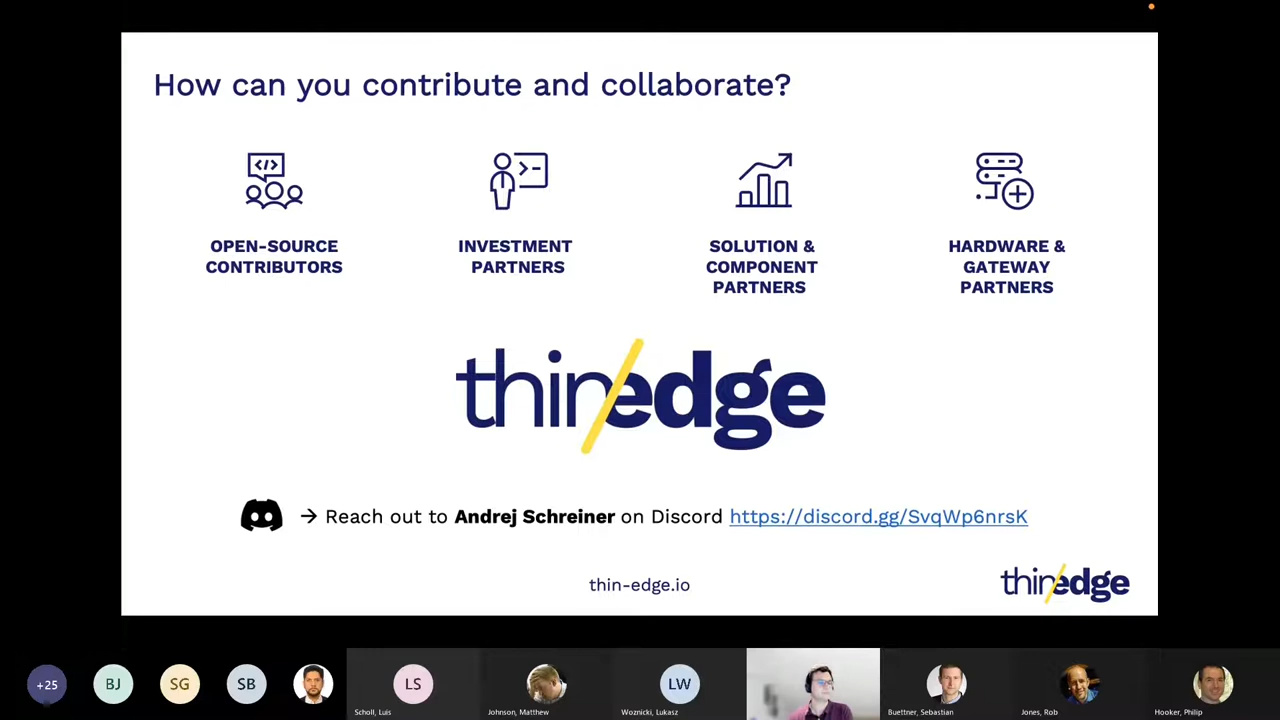 How can you contribute and collaborate?
OPEN-SOURCE
CONTRIBUTORS
INVESTMENT
PARTNERS
SOLUTION &
COMPONENT
PARTNERS
HARDWARE &
GATEWAY
PARTNERS
thin/edge
→ Reach out to Andrej Schreiner on Discord https://discord.gg/SvqWp6nrsK
thin-edge.io
thin/edge
+25
BJ
SG
SB
LS
LW
Scholl, Luis
Johnson, Matthew
Woznicki, Lukasz
Buettner, Sebastian
Jones, Rob
Hooker, Philip